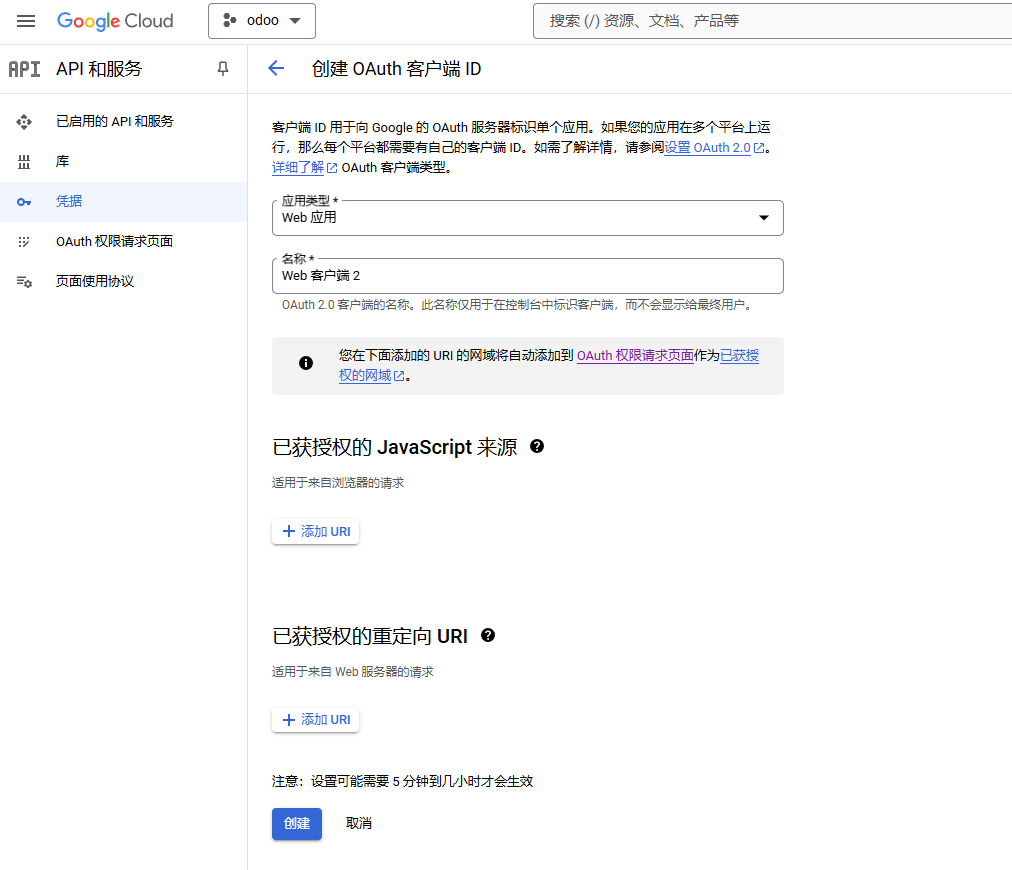 Google Cloud
odoo
搜索 (/) 资源、文档、产品等
API
API 和服务
创建 OAuth 客户端 ID
已启用的 API 和服务
库
凭据
OAuth 权限请求页面
页面使用协议
客户端 ID 用于向 Google 的 OAuth 服务器标识单个应用。如果您的应用在多个平台上运
行，那么每个平台都需要有自己的客户端 ID。如需了解详情，请参阅设置 OAuth 2.0。
详细了解 OAuth 客户端类型。
应用类型 *
Web 应用
名称 *
Web 客户端 2
OAuth 2.0 客户端的名称。此名称仅用于在控制台中标识客户端，而不会显示给最终用户。
您在下面添加的 URI 的网域将自动添加到 OAuth 权限请求页面作为已获授
权的网域。
已获授权的 JavaScript 来源
适用于来自浏览器的请求
添加 URI
已获授权的重定向 URI
适用于来自 Web 服务器的请求
添加 URI
注意：设置可能需要 5 分钟到几小时才会生效
创建
取消